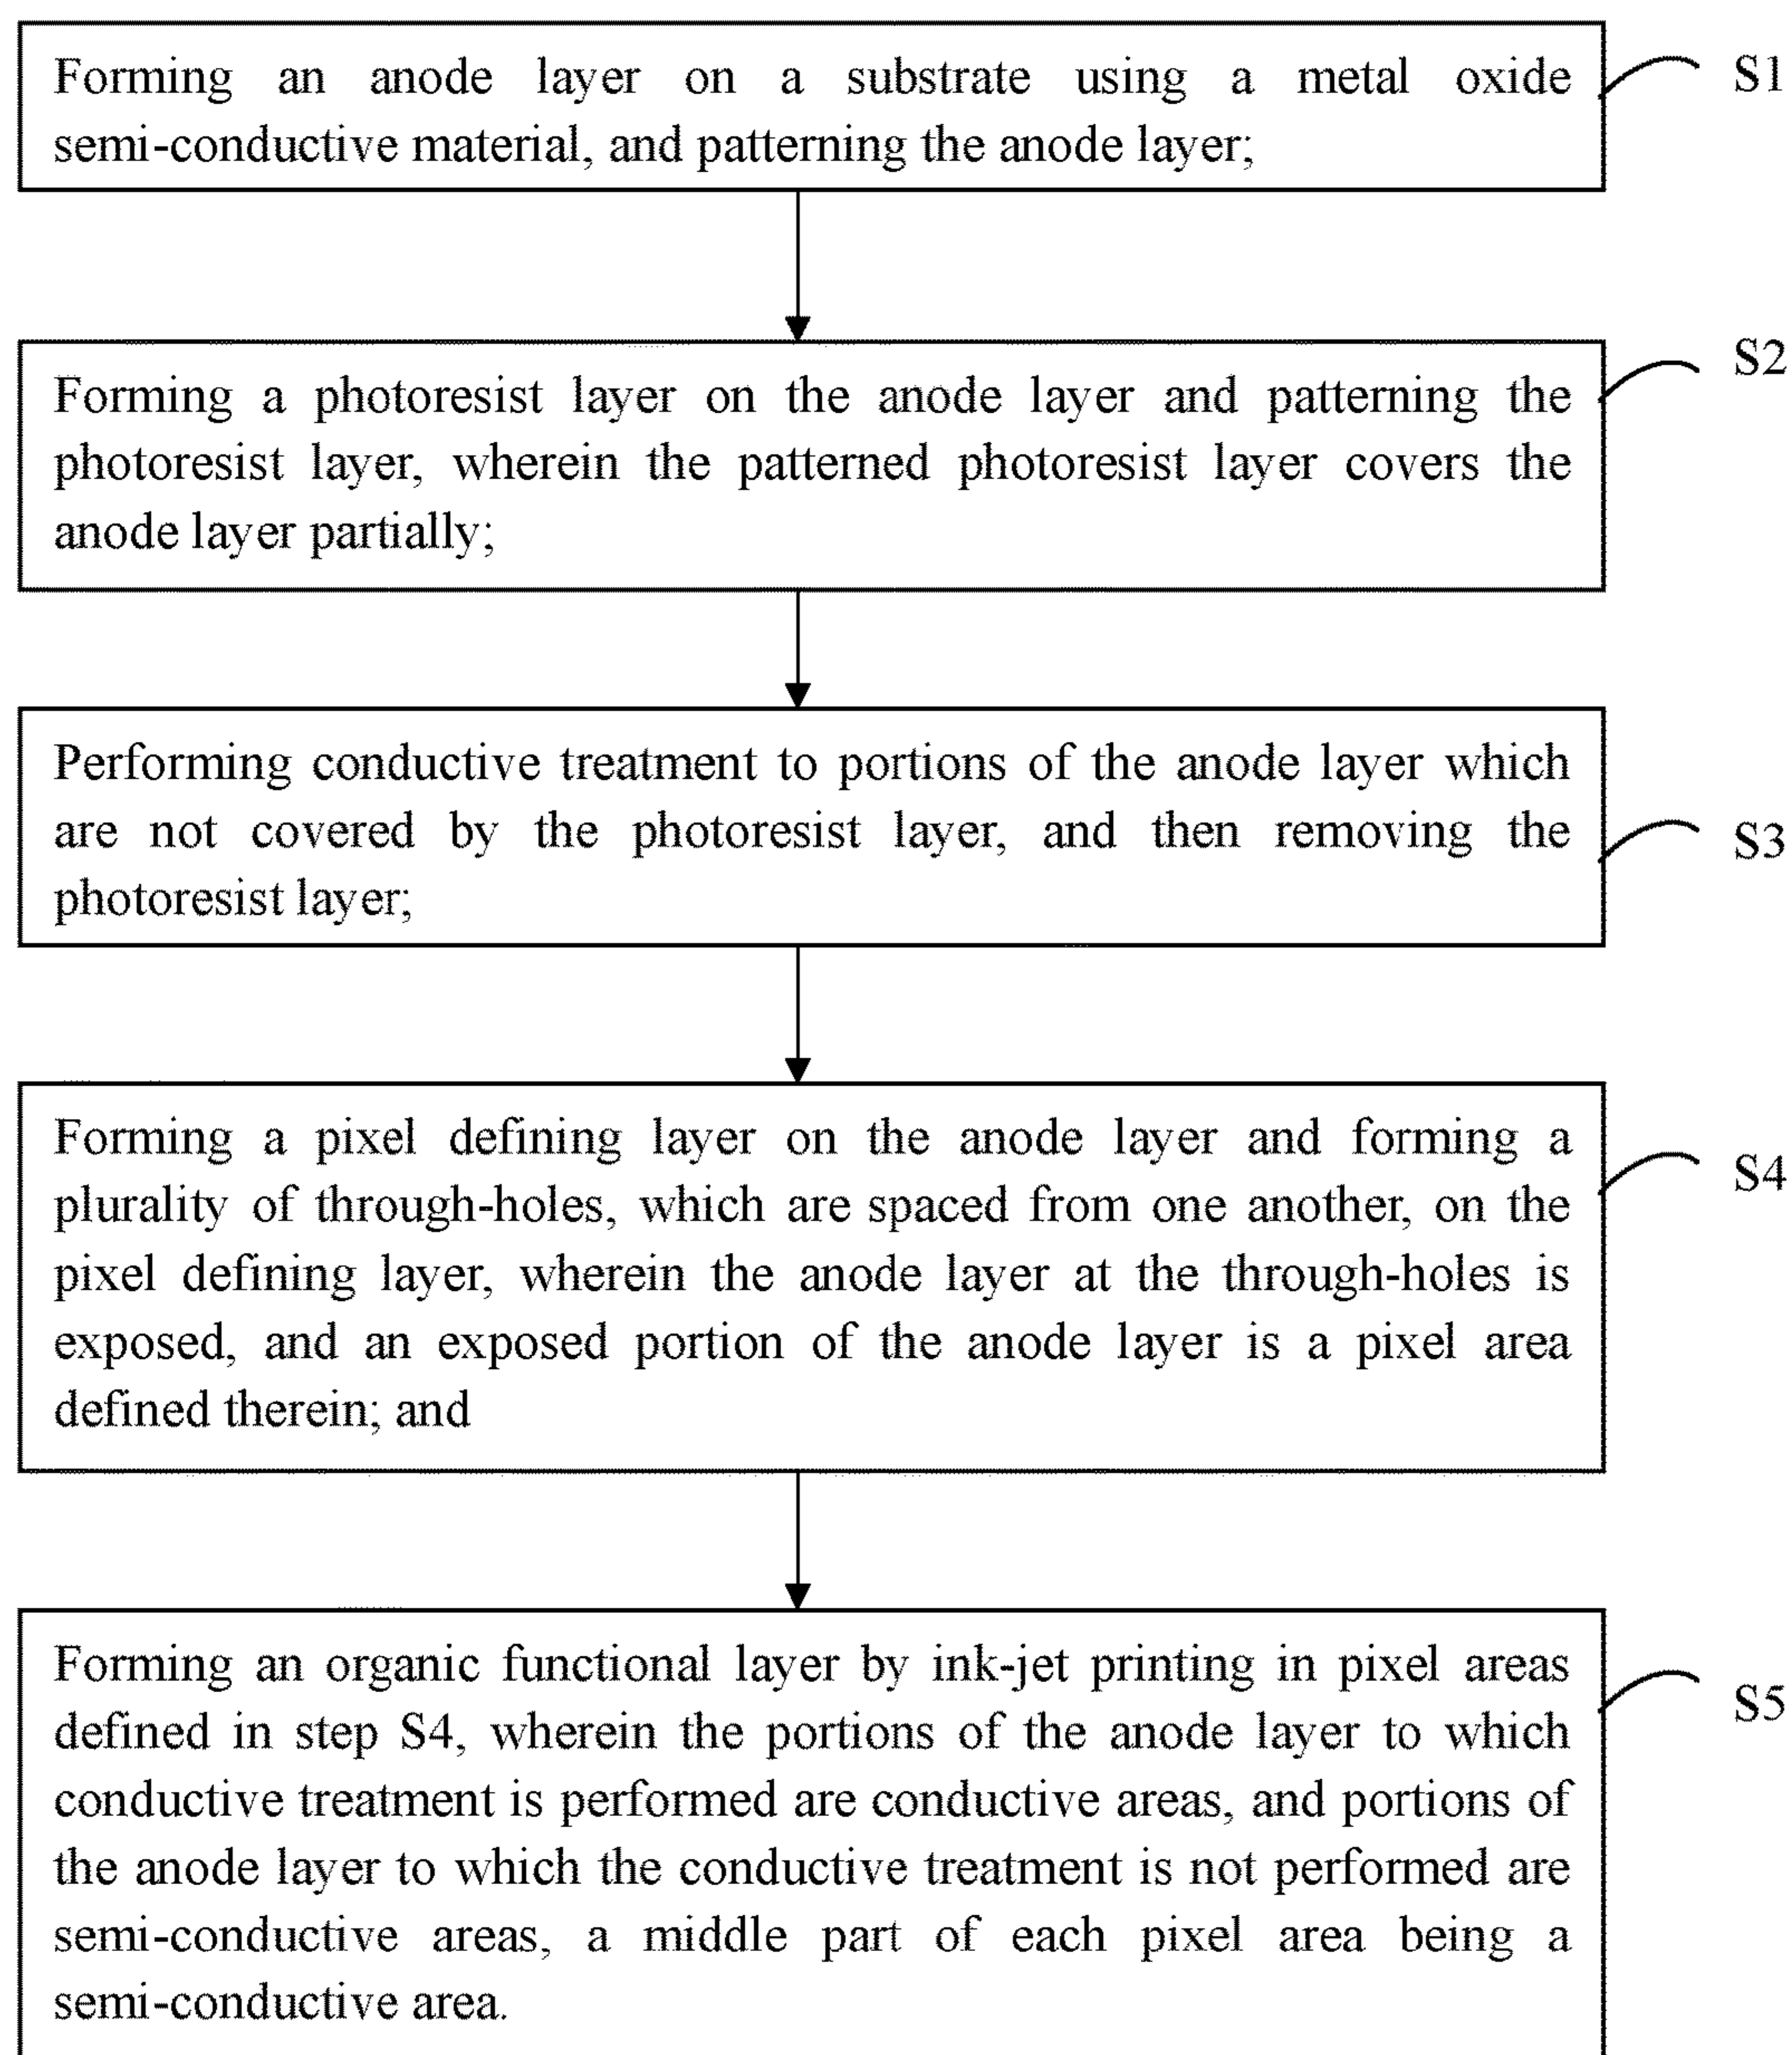 Forming an anode layer on a substrate using a metal oxide
semi-conductive material, and patterning the anode layer;
S1
Forming a photoresist layer on the anode layer and patterning the
photoresist layer, wherein the patterned photoresist layer covers the
anode layer partially;
S2
Performing conductive treatment to portions of the anode layer which
are not covered by the photoresist layer, and then removing the
photoresist layer;
S3
Forming a pixel defining layer on the anode layer and forming a
plurality of through-holes, which are spaced from one another, on the
pixel defining layer, wherein the anode layer at the through-holes is
exposed, and an exposed portion of the anode layer is a pixel area
defined therein; and
S4
Forming an organic functional layer by ink-jet printing in pixel areas
defined in step S4, wherein the portions of the anode layer to which
conductive treatment is performed are conductive areas, and portions of
the anode layer to which the conductive treatment is not performed are
semi-conductive areas, a middle part of each pixel area being a
semi-conductive area.
S5